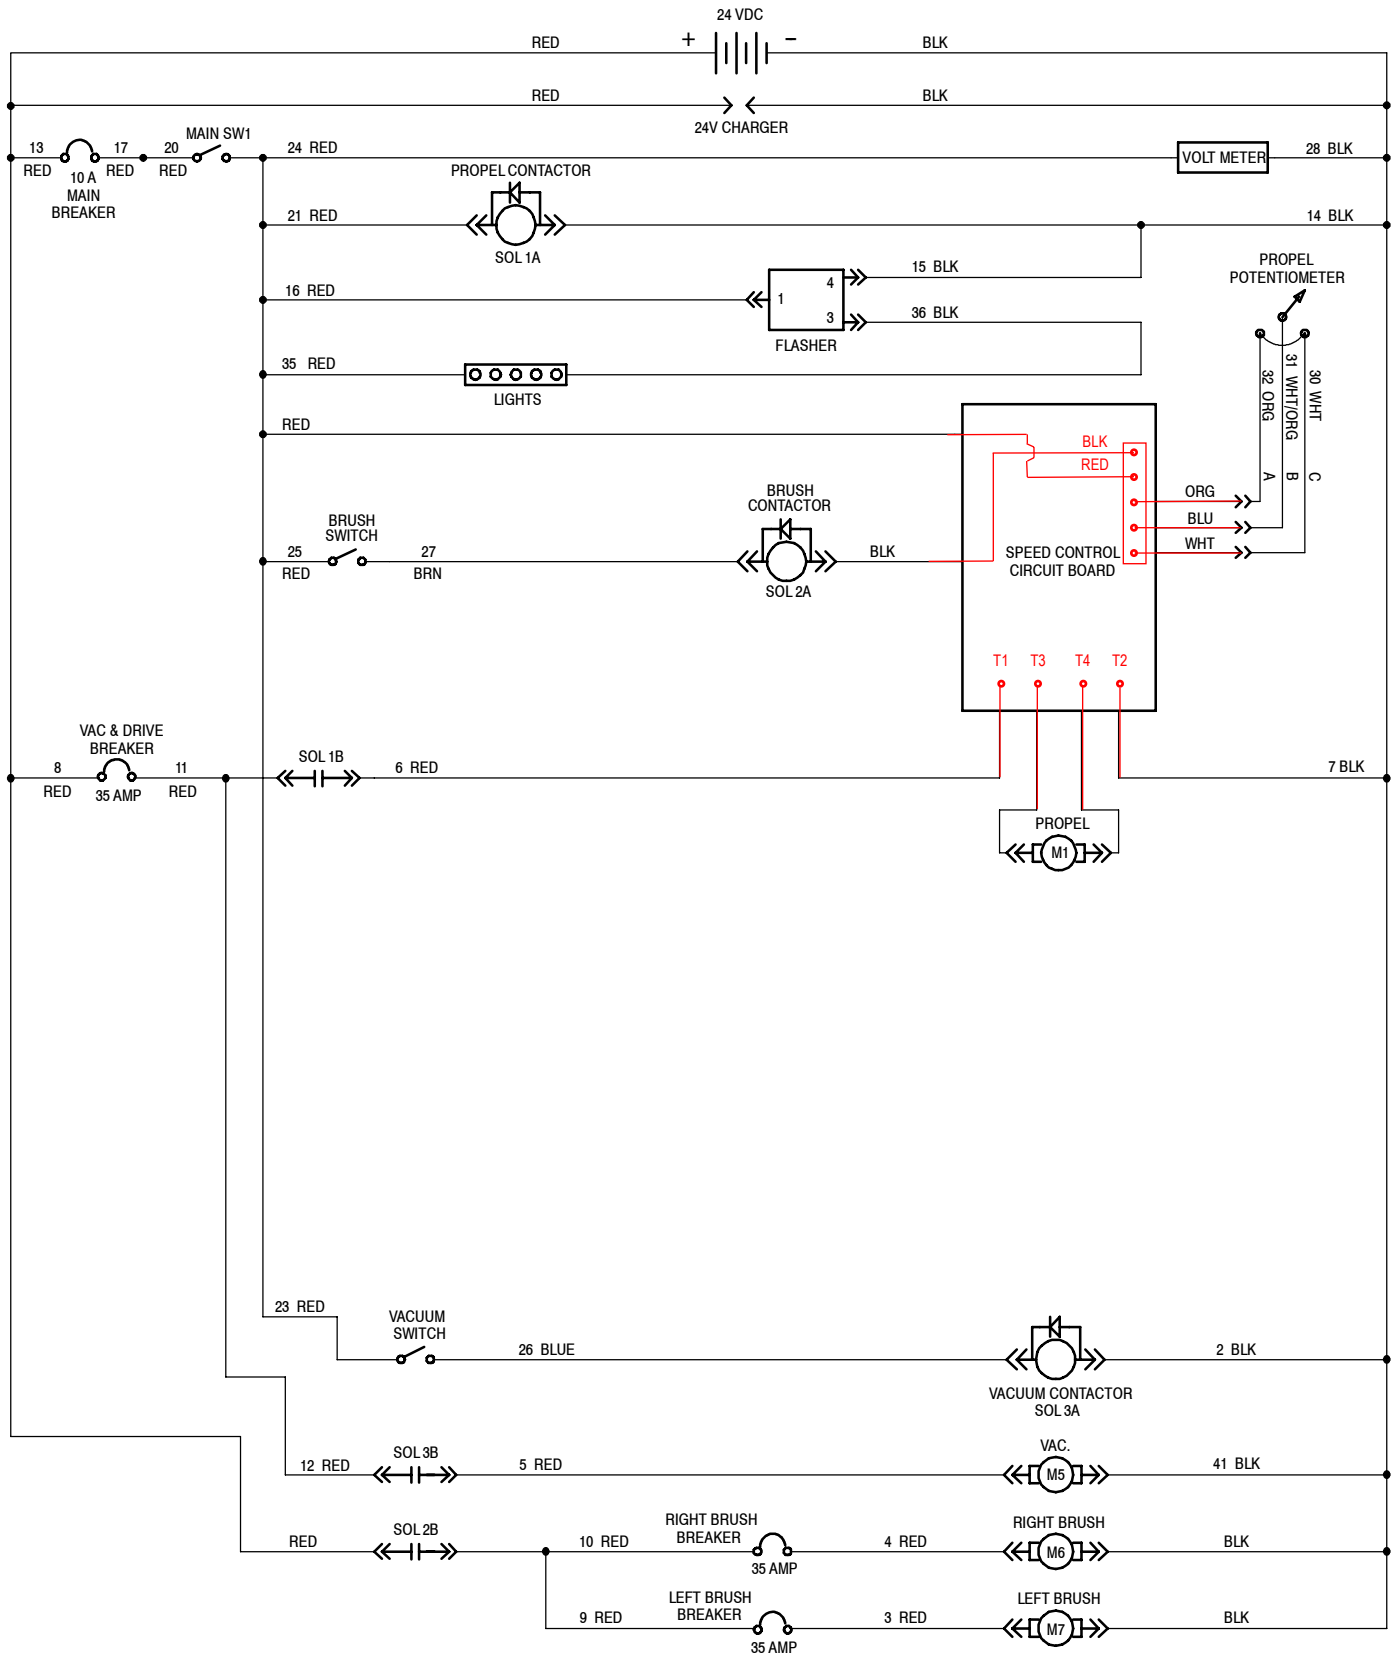 24 VDC
RED + − BLK
RED BLK
24V CHARGER
13 17 20 MAIN SW1 24 RED VOLT METER 28 BLK
RED RED RED
10 A
MAIN
BREAKER
PROPEL CONTACTOR
21 RED 14 BLK
SOL 1A
PROPEL
POTENTIOMETER
15 BLK
16 RED 1 4
3 36 BLK
FLASHER
35 RED
LIGHTS
32 ORG A
31 WHT/ORG B
30 WHT C
RED
BLK
RED
ORG
BLU
WHT
SPEED CONTROL
CIRCUIT BOARD
BRUSH
CONTACTOR
BRUSH
SWITCH
25 27 BLK
RED BRN
SOL 2A
T1 T3 T4 T2
VAC & DRIVE
BREAKER
8 11 SOL 1B 6 RED 7 BLK
RED 35 AMP RED
PROPEL
M1
23 RED
VACUUM
SWITCH
26 BLUE 2 BLK
VACUUM CONTACTOR
SOL 3A
SOL 3B VAC.
12 RED 5 RED M5 41 BLK
RIGHT BRUSH
BREAKER
RIGHT BRUSH
RED SOL 2B 10 RED 4 RED M6 BLK
35 AMP
LEFT BRUSH
BREAKER
LEFT BRUSH
9 RED 3 RED M7 BLK
35 AMP